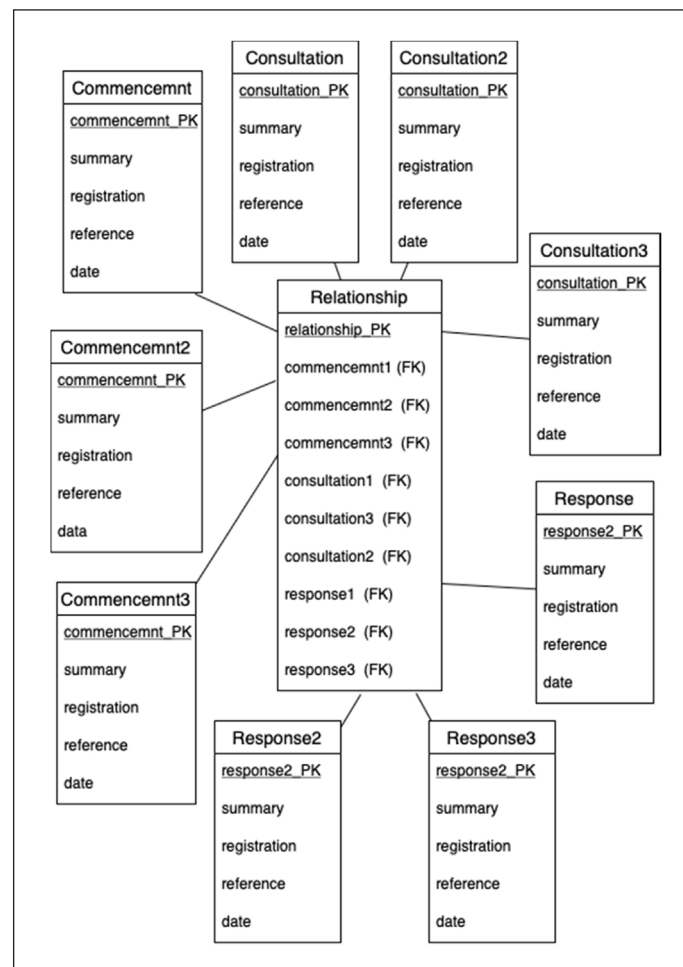 Commencemnt
commencemnt_PK
summary
registration
reference
date
Consultation
consultation_PK
summary
registration
reference
date
Consultation2
consultation_PK
summary
registration
reference
date
Consultation3
consultation_PK
summary
registration
reference
date
Relationship
relationship_PK
commencemnt1 (FK)
commencemnt2 (FK)
commencemnt3 (FK)
consultation1 (FK)
consultation3 (FK)
consultation2 (FK)
response1 (FK)
response2 (FK)
response3 (FK)
Commencemnt2
commencemnt_PK
summary
registration
reference
data
Response
response2_PK
summary
registration
reference
date
Commencemnt3
commencemnt_PK
summary
registration
reference
date
Response2
response2_PK
summary
registration
reference
date
Response3
response2_PK
summary
registration
reference
date